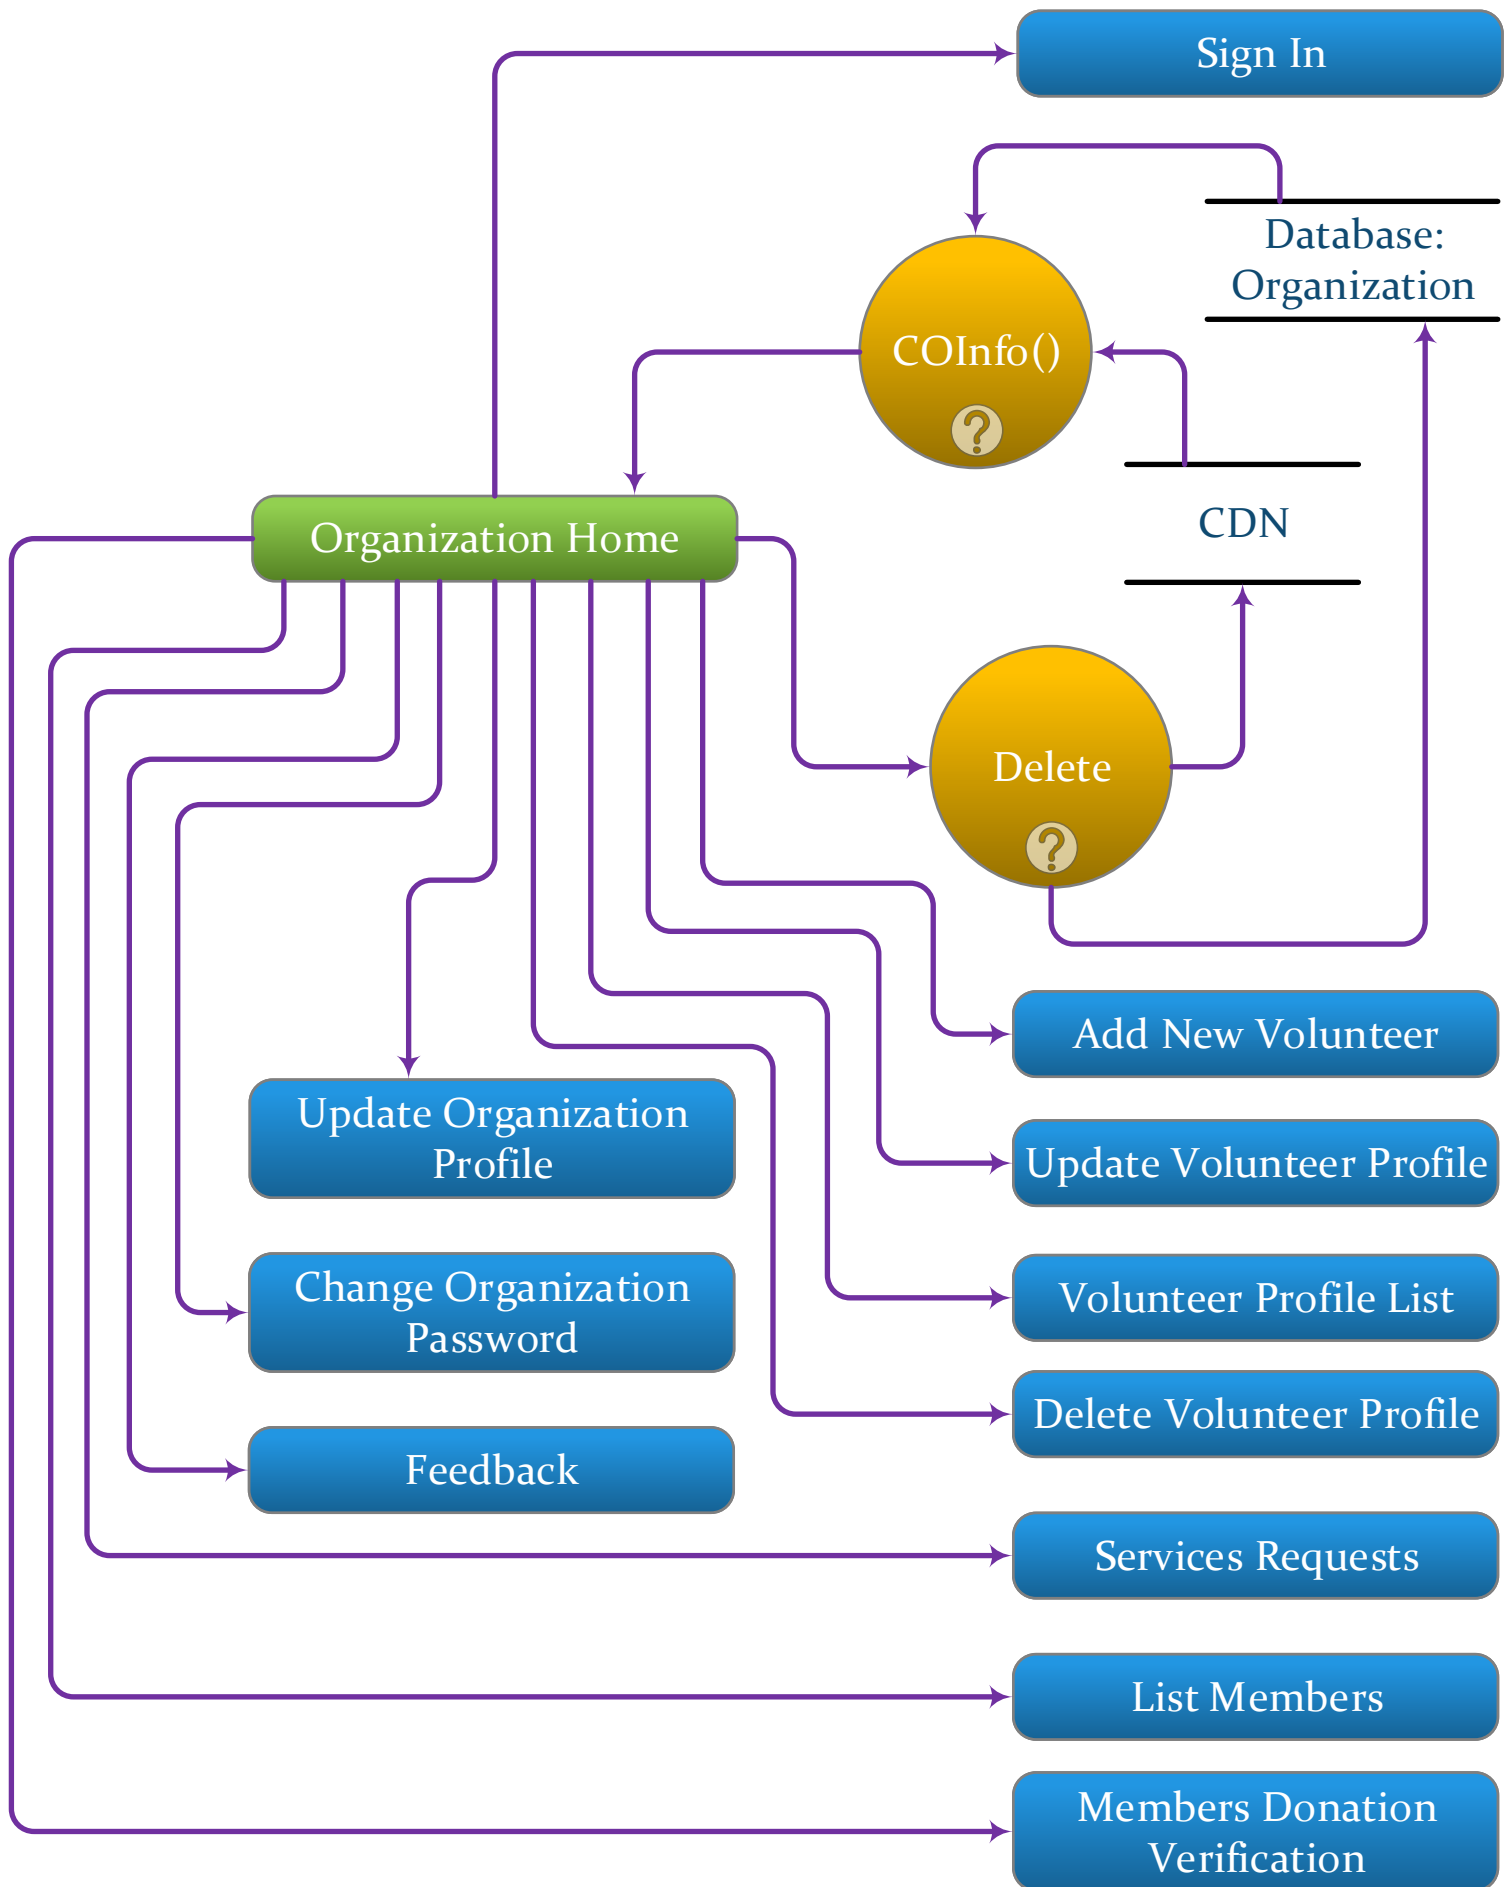 Sign In
Database:
Organization
COInfo()
?
CDN
Organization Home
Delete
?
Add New Volunteer
Update Organization
Profile
Update Volunteer Profile
Change Organization
Password
Volunteer Profile List
Delete Volunteer Profile
Feedback
Services Requests
List Members
Members Donation
Verification